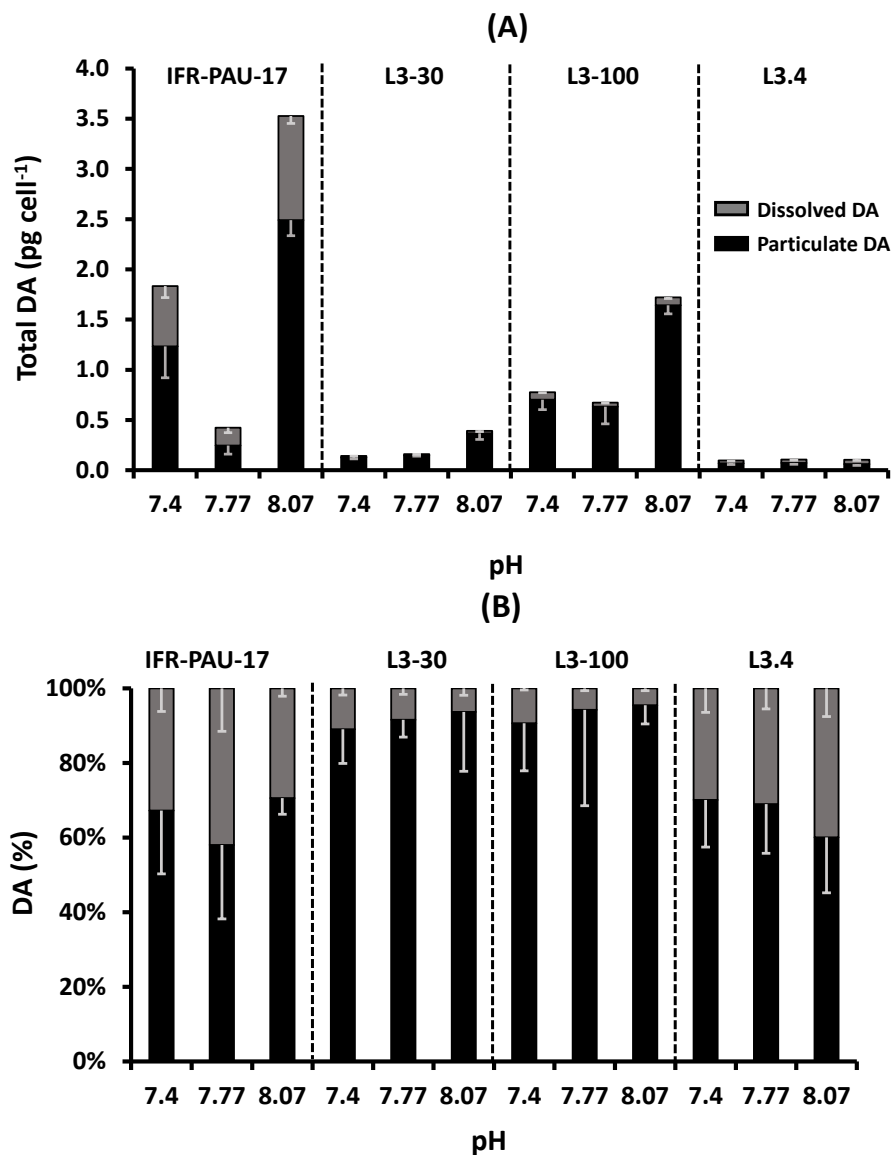 (A)
IFR-PAU-17 L3-30 L3-100 L3.4
Total DA (pg cell-1)
4.0
3.5
3.0
2.5
2.0
1.5
1.0
0.5
0.0
Dissolved DA
Particulate DA
7.4 7.77 8.07 7.4 7.77 8.07 7.4 7.77 8.07 7.4 7.77 8.07
pH
(B)
IFR-PAU-17 L3-30 L3-100 L3.4
DA (%)
100%
80%
60%
40%
20%
0%
7.4 7.77 8.07 7.4 7.77 8.07 7.4 7.77 8.07 7.4 7.77 8.07
pH